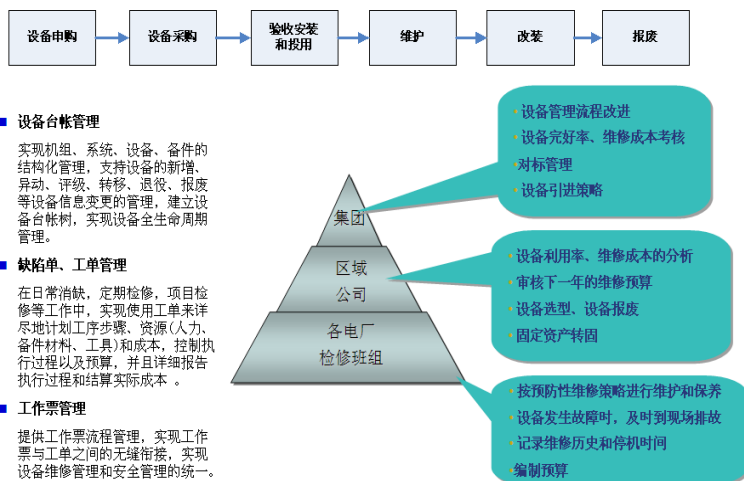 设备申购
设备采购
验收安装
和投用
维护
改装
报废
设备台帐管理
实现机组、系统、设备、备件的
结构化管理，支持设备的新增、
异动、评级、转移、退役、报废
等设备信息变更的管理，建立设
备台帐树，实现设备全生命周期
管理。
缺陷单、工单管理
在日常消缺，定期检修，项目检
修等工作中，实现使用工单来详
尽地计划工序步骤、资源(人力、
备件材料、工具)和成本，控制执
行过程以及预算，并且详细报告
执行过程和结算实际成本 。
工作票管理
提供工作票流程管理，实现工作
票与工单之间的无缝衔接，实现
设备维修管理和安全管理的统一。
集团
区域
公司
各电厂
检修班组
设备管理流程改进
设备完好率、维修成本考核
对标管理
设备引进策略
设备利用率、维修成本的分析
审核下一年的维修预算
设备选型、设备报废
固定资产转固
按预防性维修策略进行维护和保养
设备发生故障时，及时到现场排故
记录维修历史和停机时间
编制预算